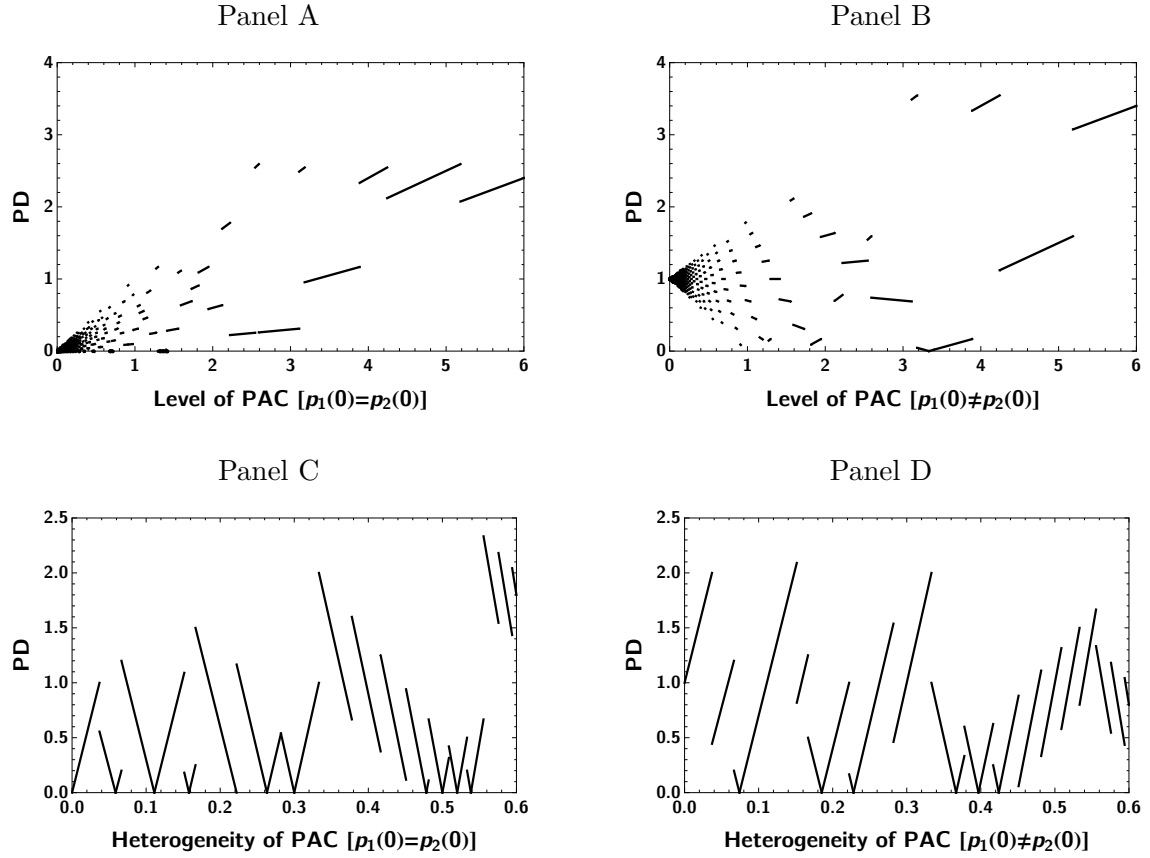 Panel A
Panel B
4
3
2
1
0
PD
0 1 2 3 4 5 6
Level of PAC [p₁(0)=p₂(0)]
4
3
2
1
0
PD
0 1 2 3 4 5 6
Level of PAC [p₁(0)≠p₂(0)]
Panel C
Panel D
2.5
2.0
1.5
1.0
0.5
0.0
PD
0.0 0.1 0.2 0.3 0.4 0.5 0.6
Heterogeneity of PAC [p₁(0)=p₂(0)]
2.5
2.0
1.5
1.0
0.5
0.0
PD
0.0 0.1 0.2 0.3 0.4 0.5 0.6
Heterogeneity of PAC [p₁(0)≠p₂(0)]